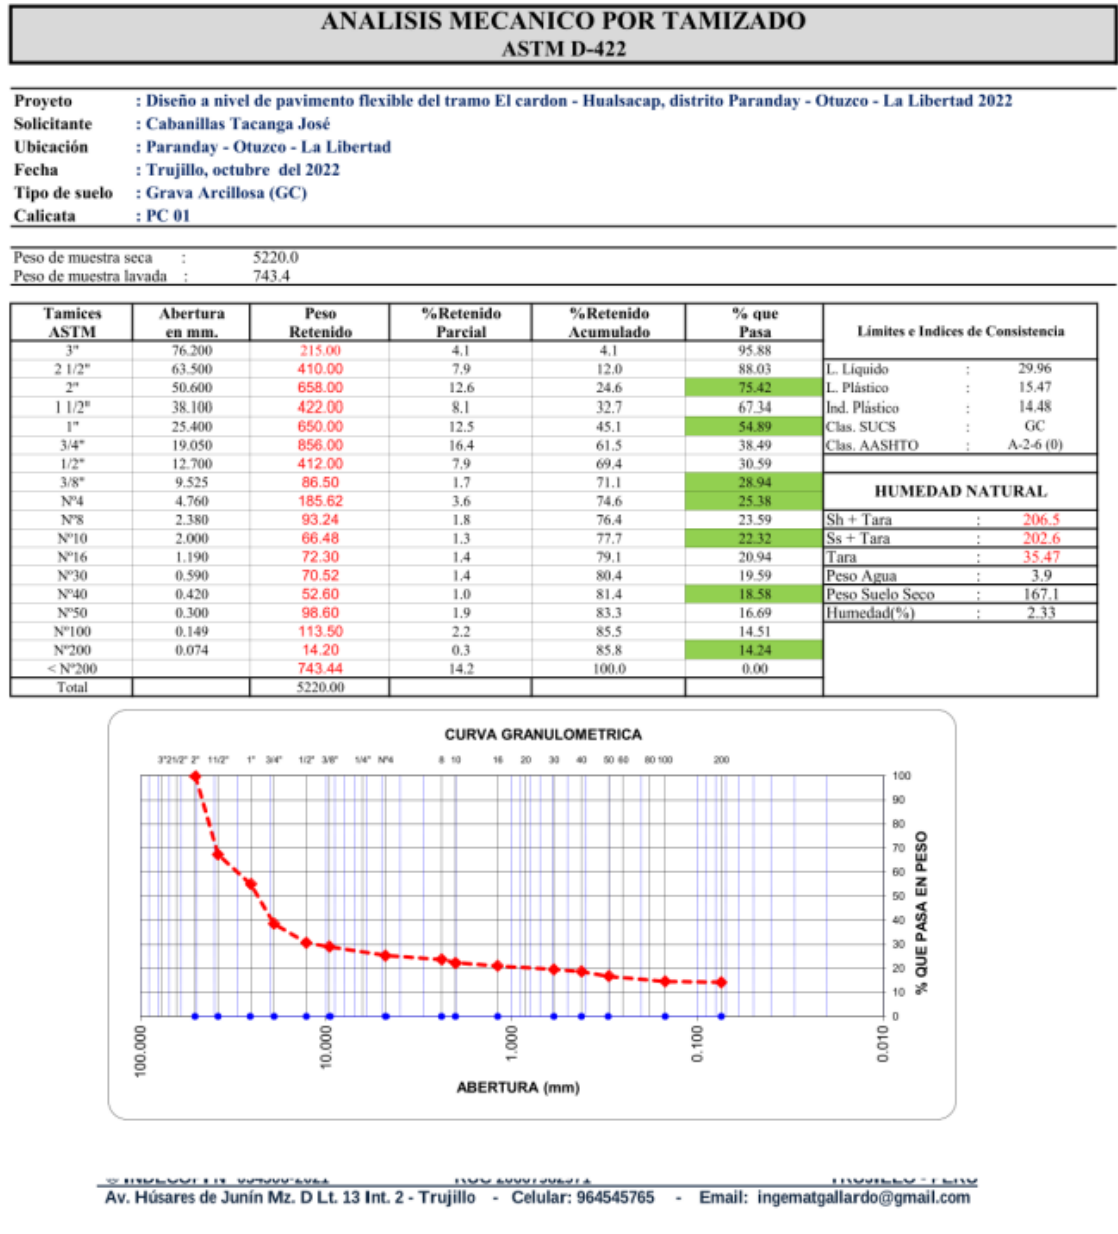 ANALISIS MECANICO POR TAMIZADO
ASTM D-422
Proyeto : Diseño a nivel de pavimento flexible del tramo El cardon - Hualsacap, distrito Paranday - Otuzco - La Libertad 2022
Solicitante : Cabanillas Tacanga José
Ubicación : Paranday - Otuzco - La Libertad
Fecha : Trujillo, octubre del 2022
Tipo de suelo : Grava Arcillosa (GC)
Calicata : PC 01
Peso de muestra seca : 5220.0
Peso de muestra lavada : 743.4
Tamices ASTM Abertura en mm. Peso Retenido %Retenido Parcial %Retenido Acumulado % que Pasa
3" 76.200 215.00 4.1 4.1 95.88
2 1/2" 63.500 410.00 7.9 12.0 88.03
2" 50.600 658.00 12.6 24.6 75.42
1 1/2" 38.100 422.00 8.1 32.7 67.34
1" 25.400 650.00 12.5 45.1 54.89
3/4" 19.050 856.00 16.4 61.5 38.49
1/2" 12.700 412.00 7.9 69.4 30.59
3/8" 9.525 86.50 1.7 71.1 28.94
Nº4 4.760 185.62 3.6 74.6 25.38
Nº8 2.380 93.24 1.8 76.4 23.59
Nº10 2.000 66.48 1.3 77.7 22.32
Nº16 1.190 72.30 1.4 79.1 20.94
Nº30 0.590 70.52 1.4 80.4 19.59
Nº40 0.420 52.60 1.0 81.4 18.58
Nº50 0.300 98.60 1.9 83.3 16.69
Nº100 0.149 113.50 2.2 85.5 14.51
Nº200 0.074 14.20 0.3 85.8 14.24
< Nº200 743.44 14.2 100.0 0.00
Total 5220.00
Límites e Indices de Consistencia
L. Líquido : 29.96
L. Plástico : 15.47
Ind. Plástico : 14.48
Clas. SUCS : GC
Clas. AASHTO : A-2-6 (0)
HUMEDAD NATURAL
Sh + Tara : 206.5
Ss + Tara : 202.6
Tara : 35.47
Peso Agua : 3.9
Peso Suelo Seco : 167.1
Humedad(%) : 2.33
CURVA GRANULOMETRICA
3" 21/2" 2" 11/2" 1" 3/4" 1/2" 3/8" 1/4" Nº4 8 10 16 20 30 40 50 60 80 100 200
100
90
80
70
60
50
40
30
20
10
0
% QUE PASA EN PESO
100.000 10.000 1.000 0.100 0.010
ABERTURA (mm)
Av. Húsares de Junín Mz. D Lt. 13 Int. 2 - Trujillo - Celular: 964545765 - Email: ingematgallardo@gmail.com